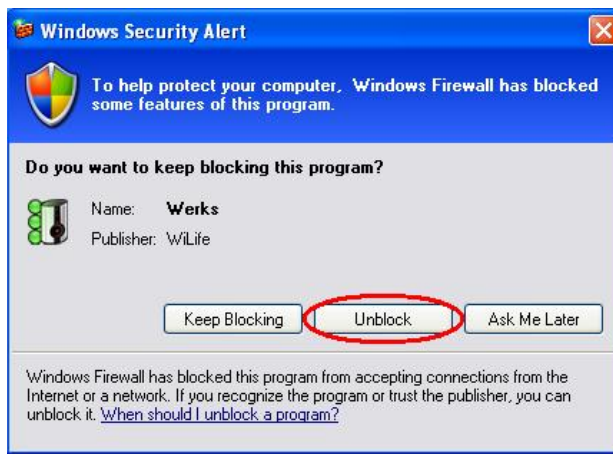 Windows Security Alert
To help protect your computer, Windows Firewall has blocked
some features of this program.
Do you want to keep blocking this program?
Name: Werks
Publisher: WiLife
Keep Blocking Unblock Ask Me Later
Windows Firewall has blocked this program from accepting connections from the
Internet or a network. If you recognize the program or trust the publisher, you can
unblock it. When should I unblock a program?